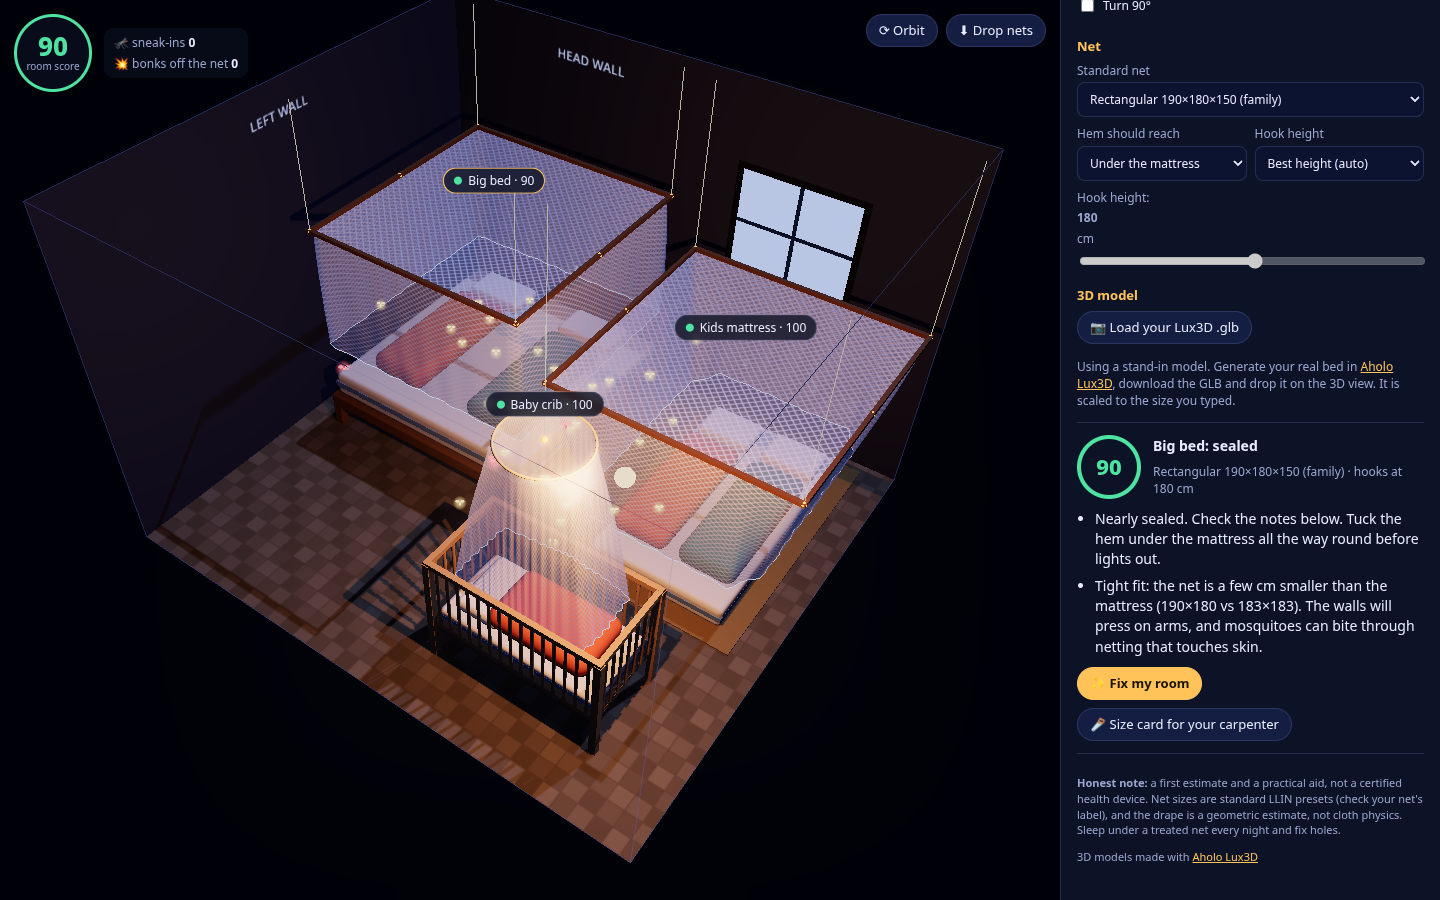 90
room score
🦟 sneak-ins 0
💥 bonks off the net 0
⟳ Orbit
⬇ Drop nets
HEAD WALL
LEFT WALL
Big bed · 90
Kids mattress · 100
Baby crib · 100
Turn 90°
Net
Standard net
Rectangular 190×180×150 (family)
Hem should reach
Hook height
Under the mattress
Best height (auto)
Hook height:
180
cm
3D model
📷 Load your Lux3D .glb
Using a stand-in model. Generate your real bed in Aholo
Lux3D, download the GLB and drop it on the 3D view. It is
scaled to the size you typed.
90
Big bed: sealed
Rectangular 190×180×150 (family) · hooks at
180 cm
• Nearly sealed. Check the notes below. Tuck the
hem under the mattress all the way round before
lights out.
• Tight fit: the net is a few cm smaller than the
mattress (190×180 vs 183×183). The walls will
press on arms, and mosquitoes can bite through
netting that touches skin.
✨ Fix my room
🪚 Size card for your carpenter
Honest note: a first estimate and a practical aid, not a certified
health device. Net sizes are standard LLIN presets (check your net's
label), and the drape is a geometric estimate, not cloth physics.
Sleep under a treated net every night and fix holes.
3D models made with Aholo Lux3D